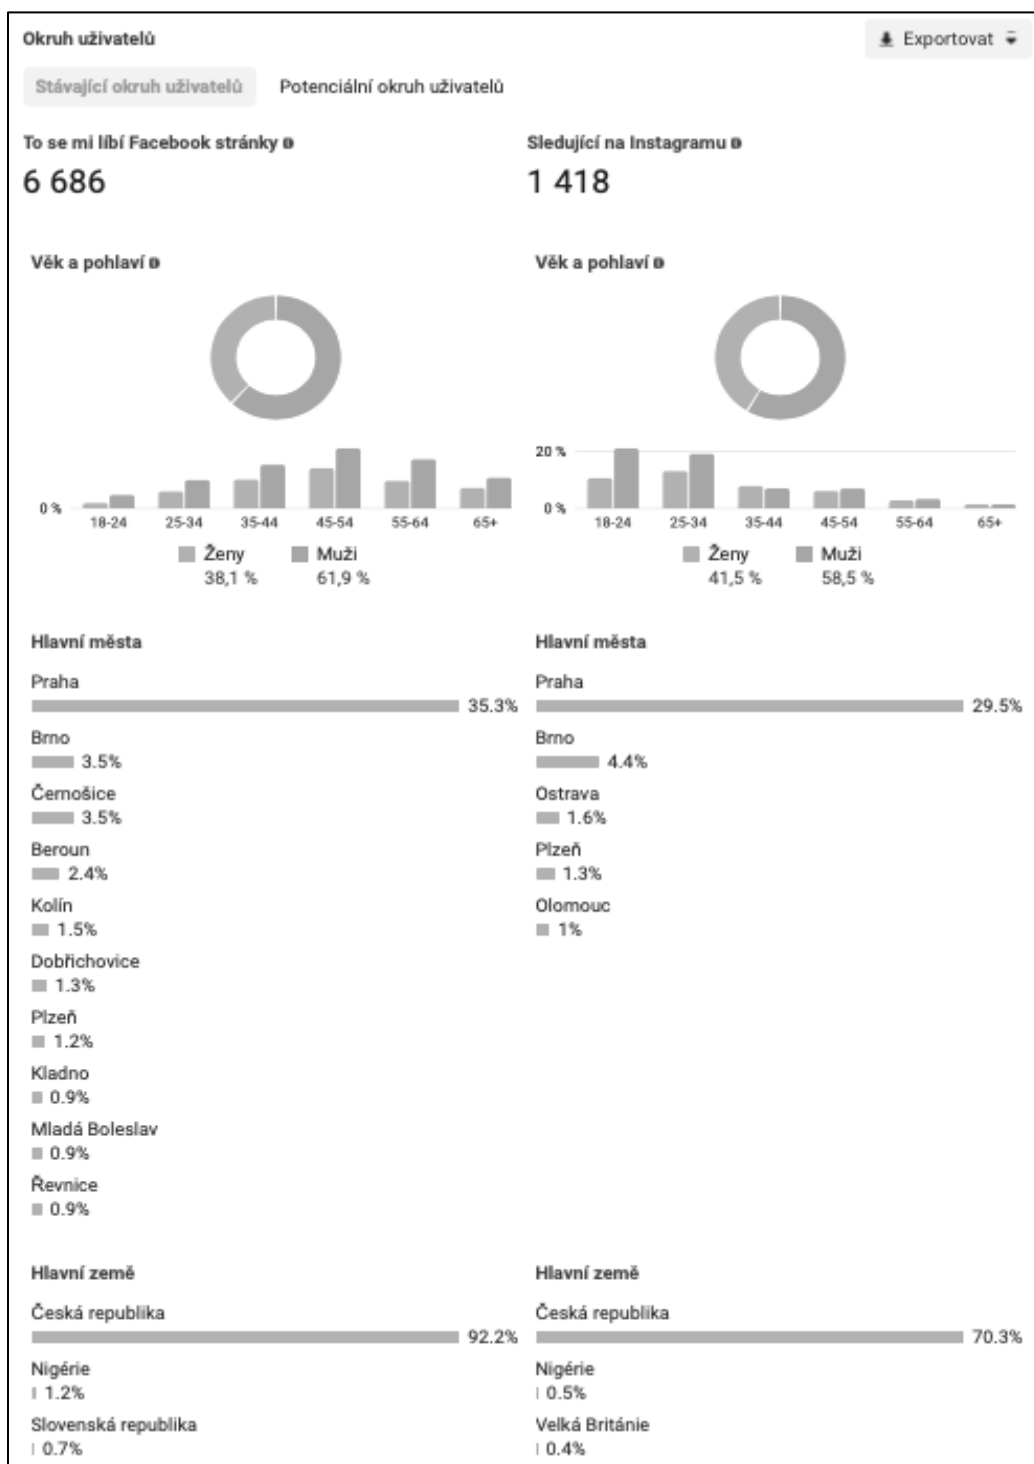 Okruh uživatelů
Exportovat
Stávající okruh uživatelů
Potenciální okruh uživatelů
To se mi líbí Facebook stránky
6 686
Sledující na Instagramu
1 418
Věk a pohlaví
0 %
18-24 25-34 35-44 45-54 55-64 65+
Ženy Muži
38,1 % 61,9 %
Věk a pohlaví
20 %
0 %
18-24 25-34 35-44 45-54 55-64 65+
Ženy Muži
41,5 % 58,5 %
Hlavní města
Praha
35.3%
Brno
3.5%
Černošice
3.5%
Beroun
2.4%
Kolín
1.5%
Dobřichovice
1.3%
Plzeň
1.2%
Kladno
0.9%
Mladá Boleslav
0.9%
Řevnice
0.9%
Hlavní města
Praha
29.5%
Brno
4.4%
Ostrava
1.6%
Plzeň
1.3%
Olomouc
1%
Hlavní země
Česká republika
92.2%
Nigérie
1.2%
Slovenská republika
0.7%
Hlavní země
Česká republika
70.3%
Nigérie
0.5%
Velká Británie
0.4%